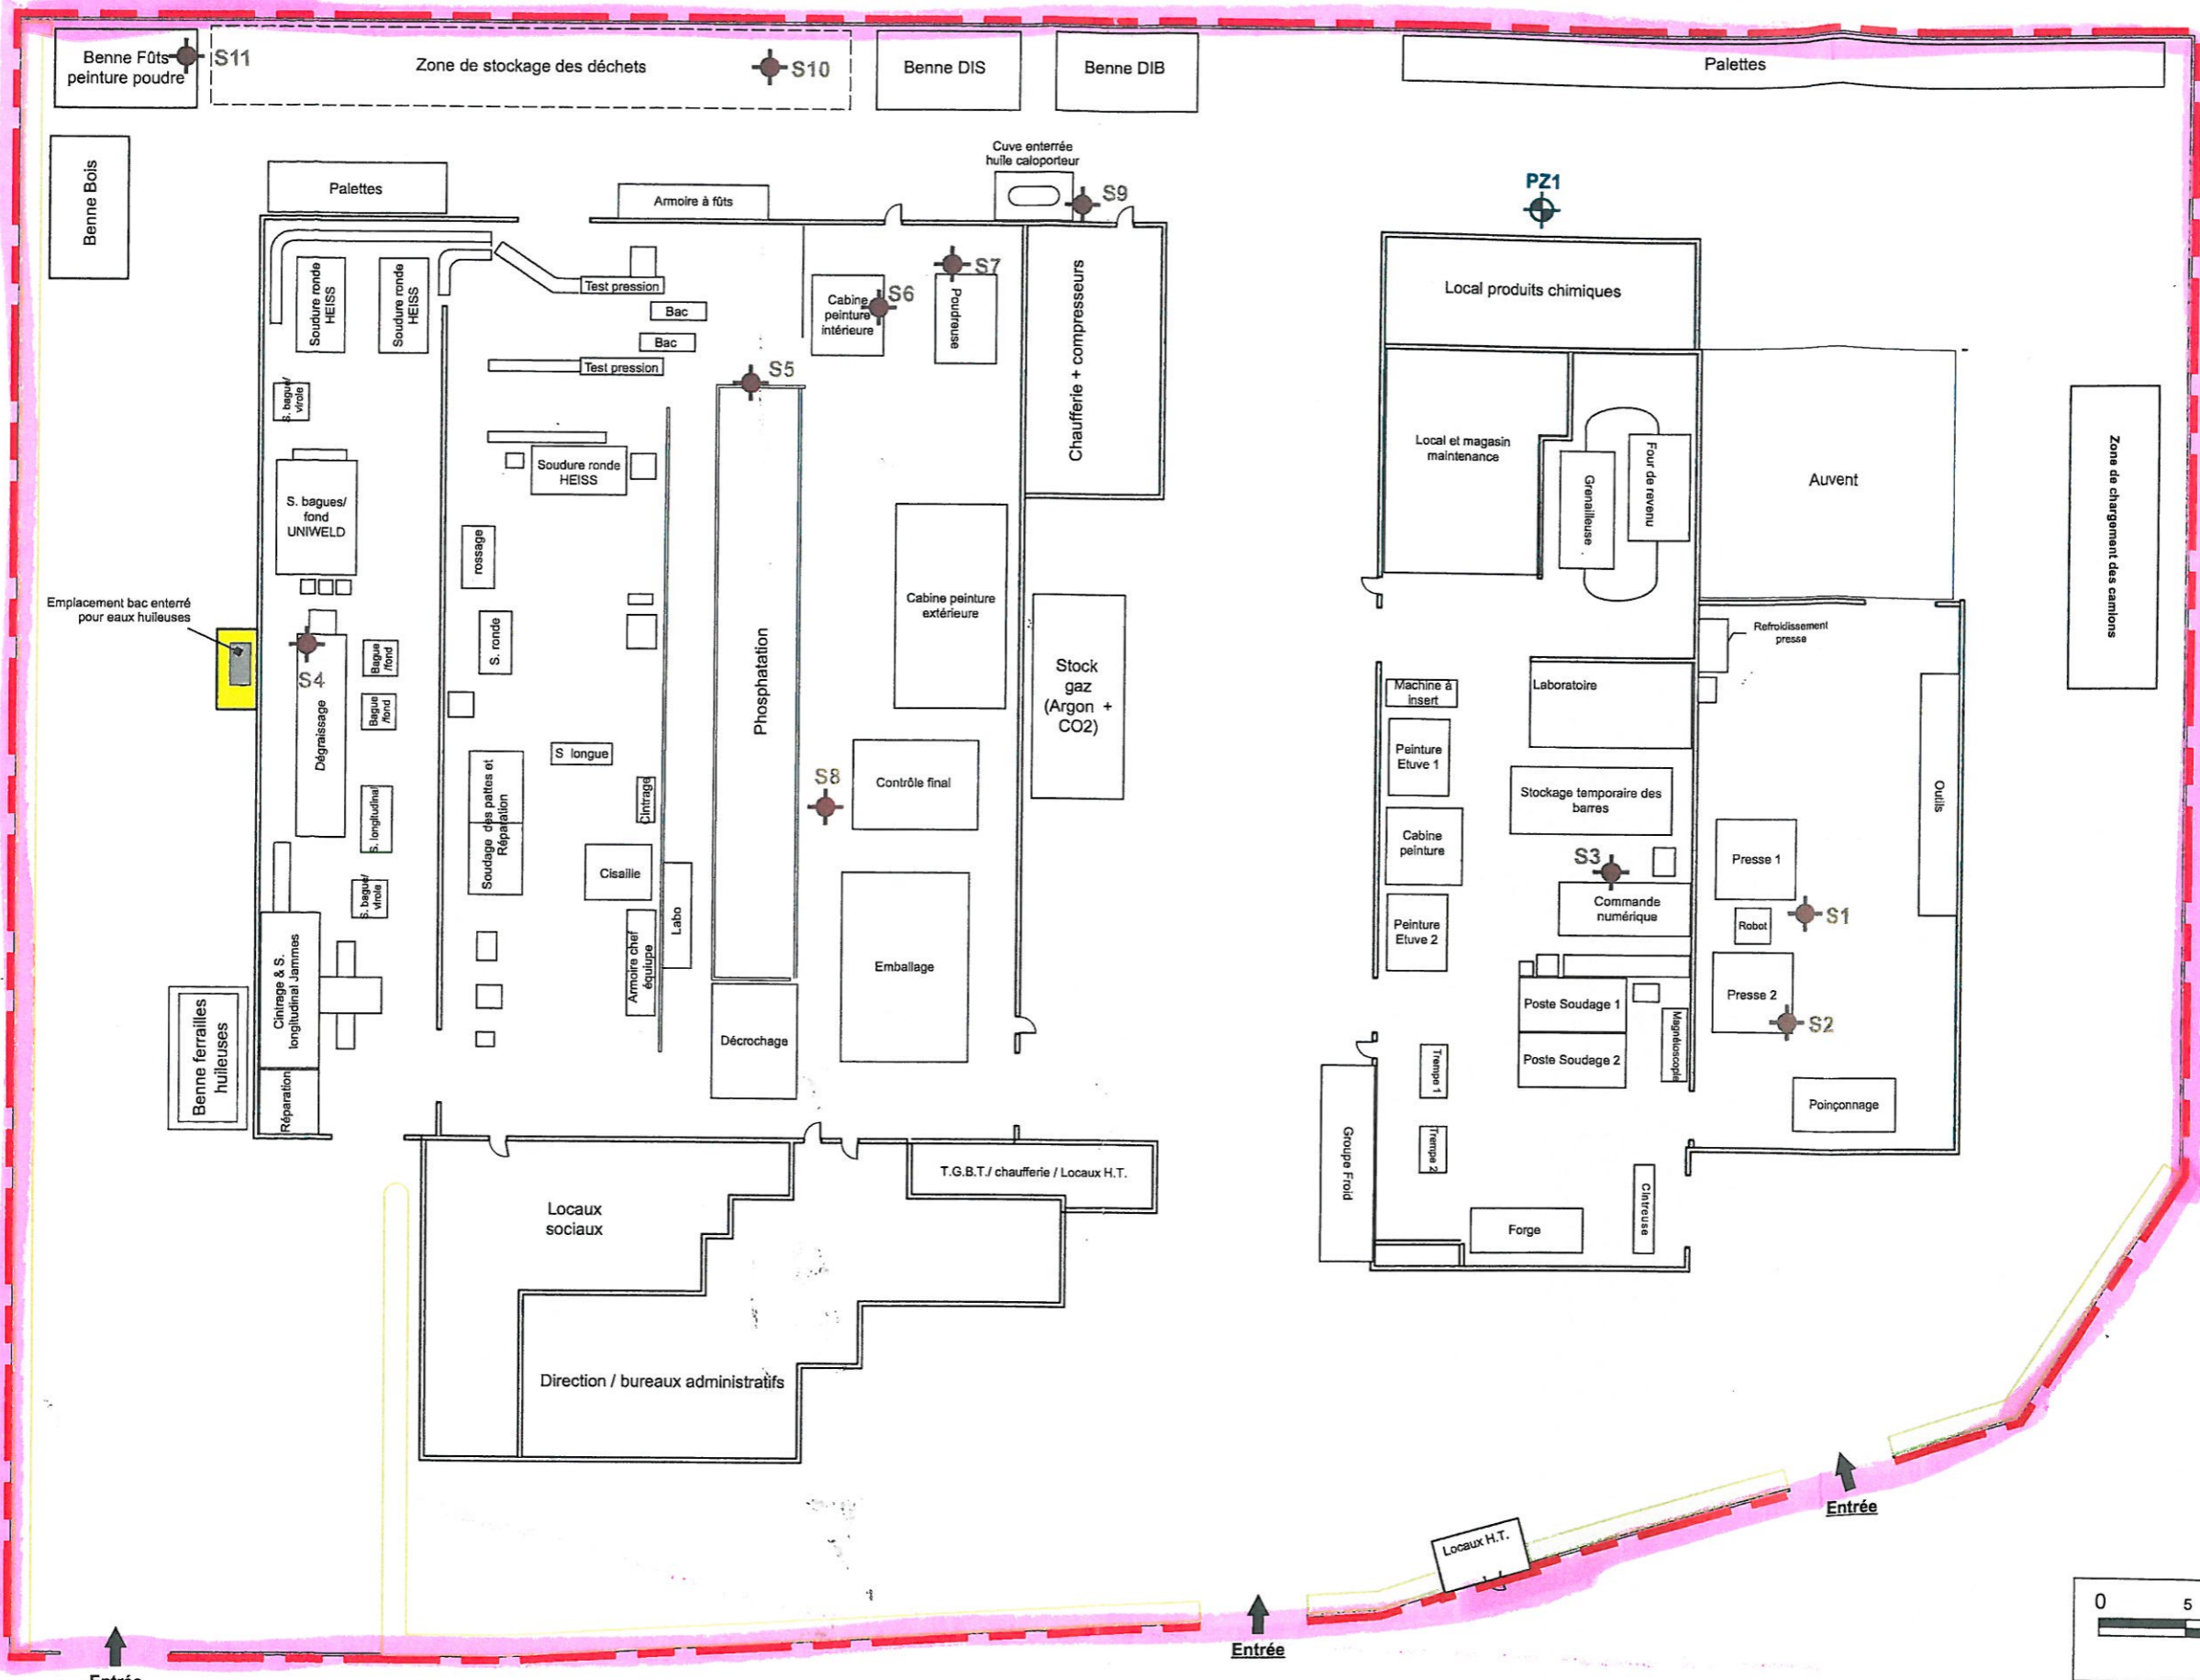 Benne Fûts
peinture poudre
S11
Zone de stockage des déchets
S10
Benne DIS
Benne DIB
Palettes
Benne Bois
Palettes
Armoire à fûts
Cuve enterrée
huile caloporteur
S9
PZ1
Soudure ronde
HEISS
Soudure ronde
HEISS
Test pression
Bac
Bac
Test pression
Cabine
peinture
intérieure
S6
S7
Poudreuse
Chaufferie + compresseurs
Local produits chimiques
S. bague/
virole
S5
Soudure ronde
HEISS
S. bagues/
fond
UNIWELD
rossage
Local et magasin
maintenance
Grenailleuse
Four de revenu
Auvent
Zone de chargement des camions
Emplacement bac enterré
pour eaux huileuses
S4
Dégraissage
Bague
/fond
Bague
/fond
S. ronde
Phosphatation
Cabine peinture
extérieure
Stock
gaz
(Argon +
CO2)
Refroidissement
presse
Machine à
insert
Laboratoire
Peinture
Etuve 1
Stockage temporaire des
barres
Outils
S longue
Soudage des pattes et
Réparation
Cintrage
S8
Contrôle final
S. longitudinal
Cisaille
Cabine
peinture
S3
Commande
numérique
Presse 1
S1
Robot
S. bague/
virole
Labo
Armoire chef
équiupe
Emballage
Peinture
Etuve 2
Presse 2
S2
Cintrage & S.
longitudinal Jammes
Benne ferrailles
huileuses
Réparation
Décrochage
Poste Soudage 1
Poste Soudage 2
Magnétoscopie
Trempe 1
Trempe 2
Poinçonnage
Groupe Froid
Forge
Cintreuse
T.G.B.T./ chaufferie / Locaux H.T.
Locaux
sociaux
Direction / bureaux administratifs
Locaux H.T.
Entrée
Entrée
Entrée
0 5